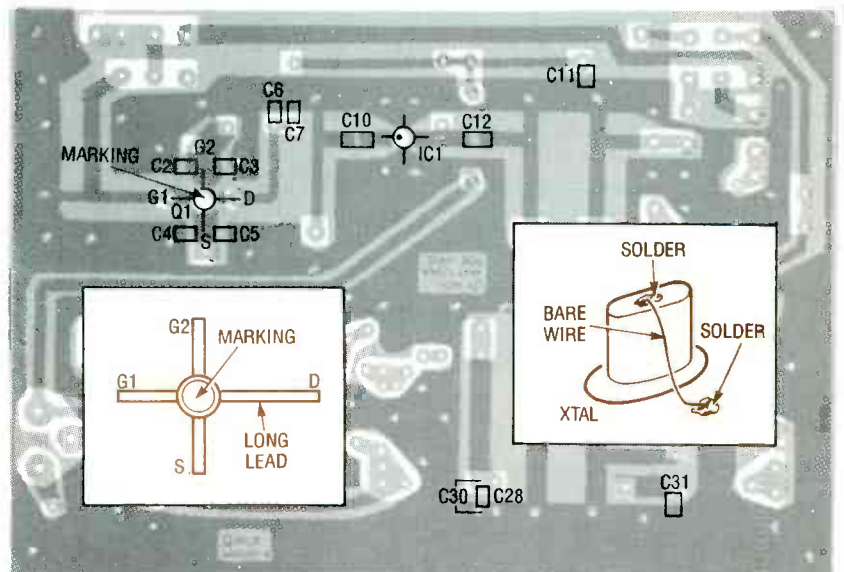 C11
C6
C7
C10
C12
IC1
G2
MARKING
C2
C3
G1
D
Q1
C4
C5
S
SOLDER
BARE
WIRE
SOLDER
XTAL
G2
MARKING
G1
D
LONG
LEAD
S
C30
C28
C31